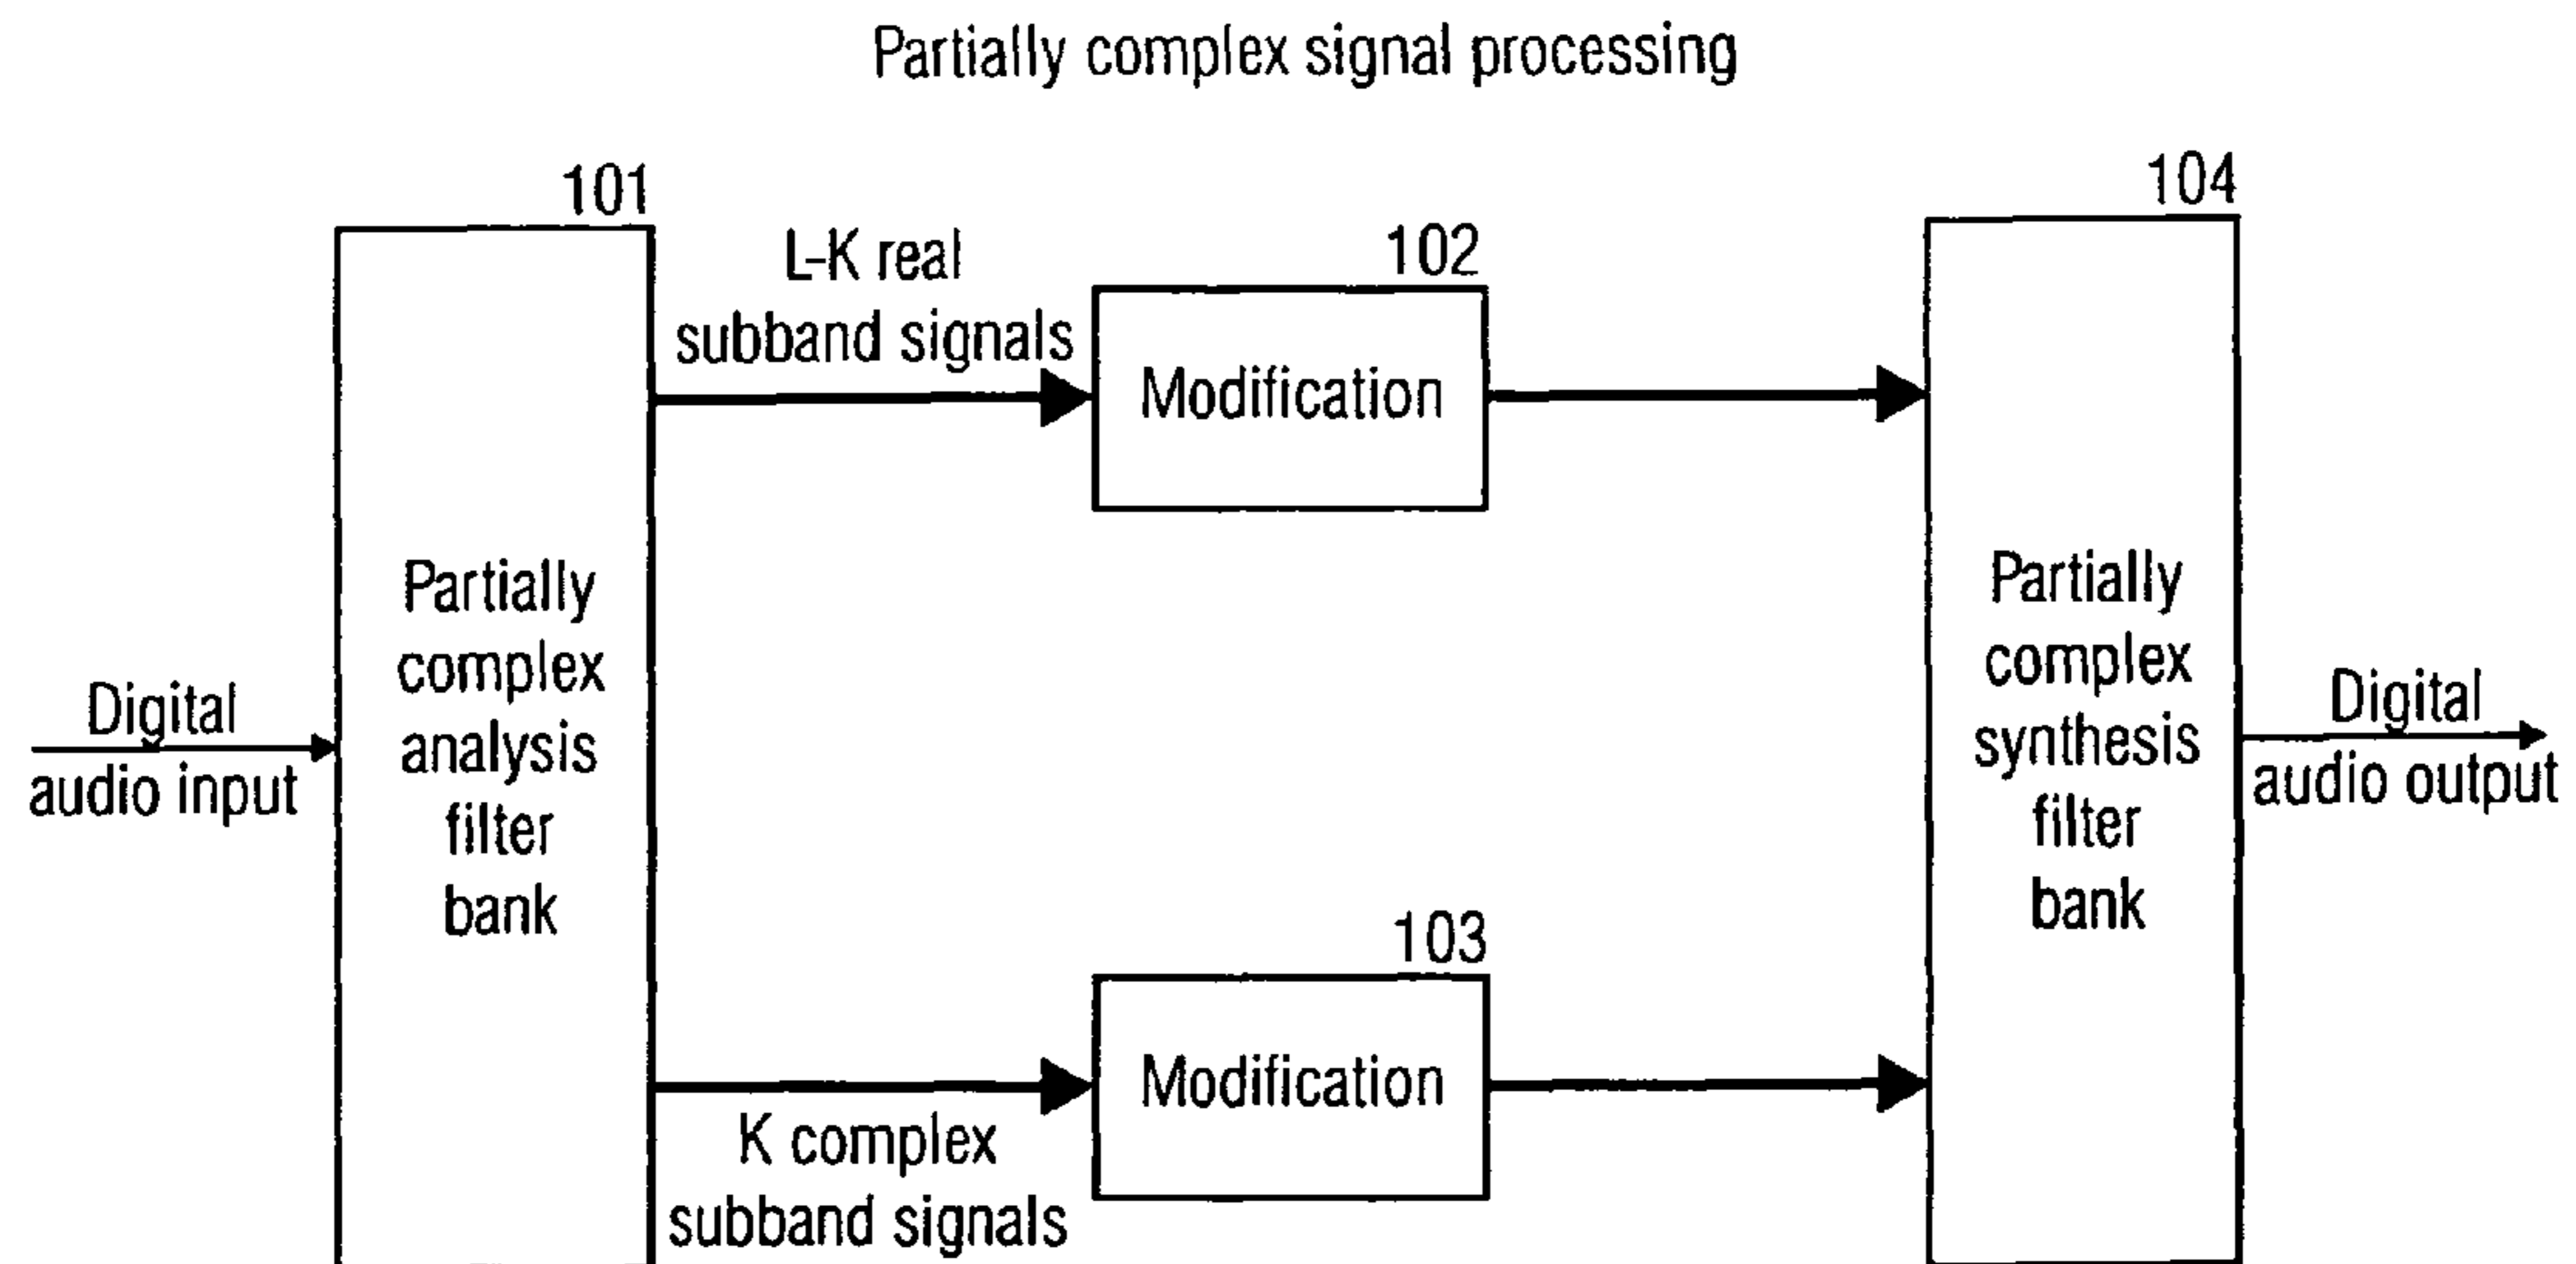 Partially complex signal processing
101
Partially
complex
analysis
filter
bank
Digital
audio input
L-K real
subband signals
102
Modification
K complex
subband signals
103
Modification
104
Partially
complex
synthesis
filter
bank
Digital
audio output